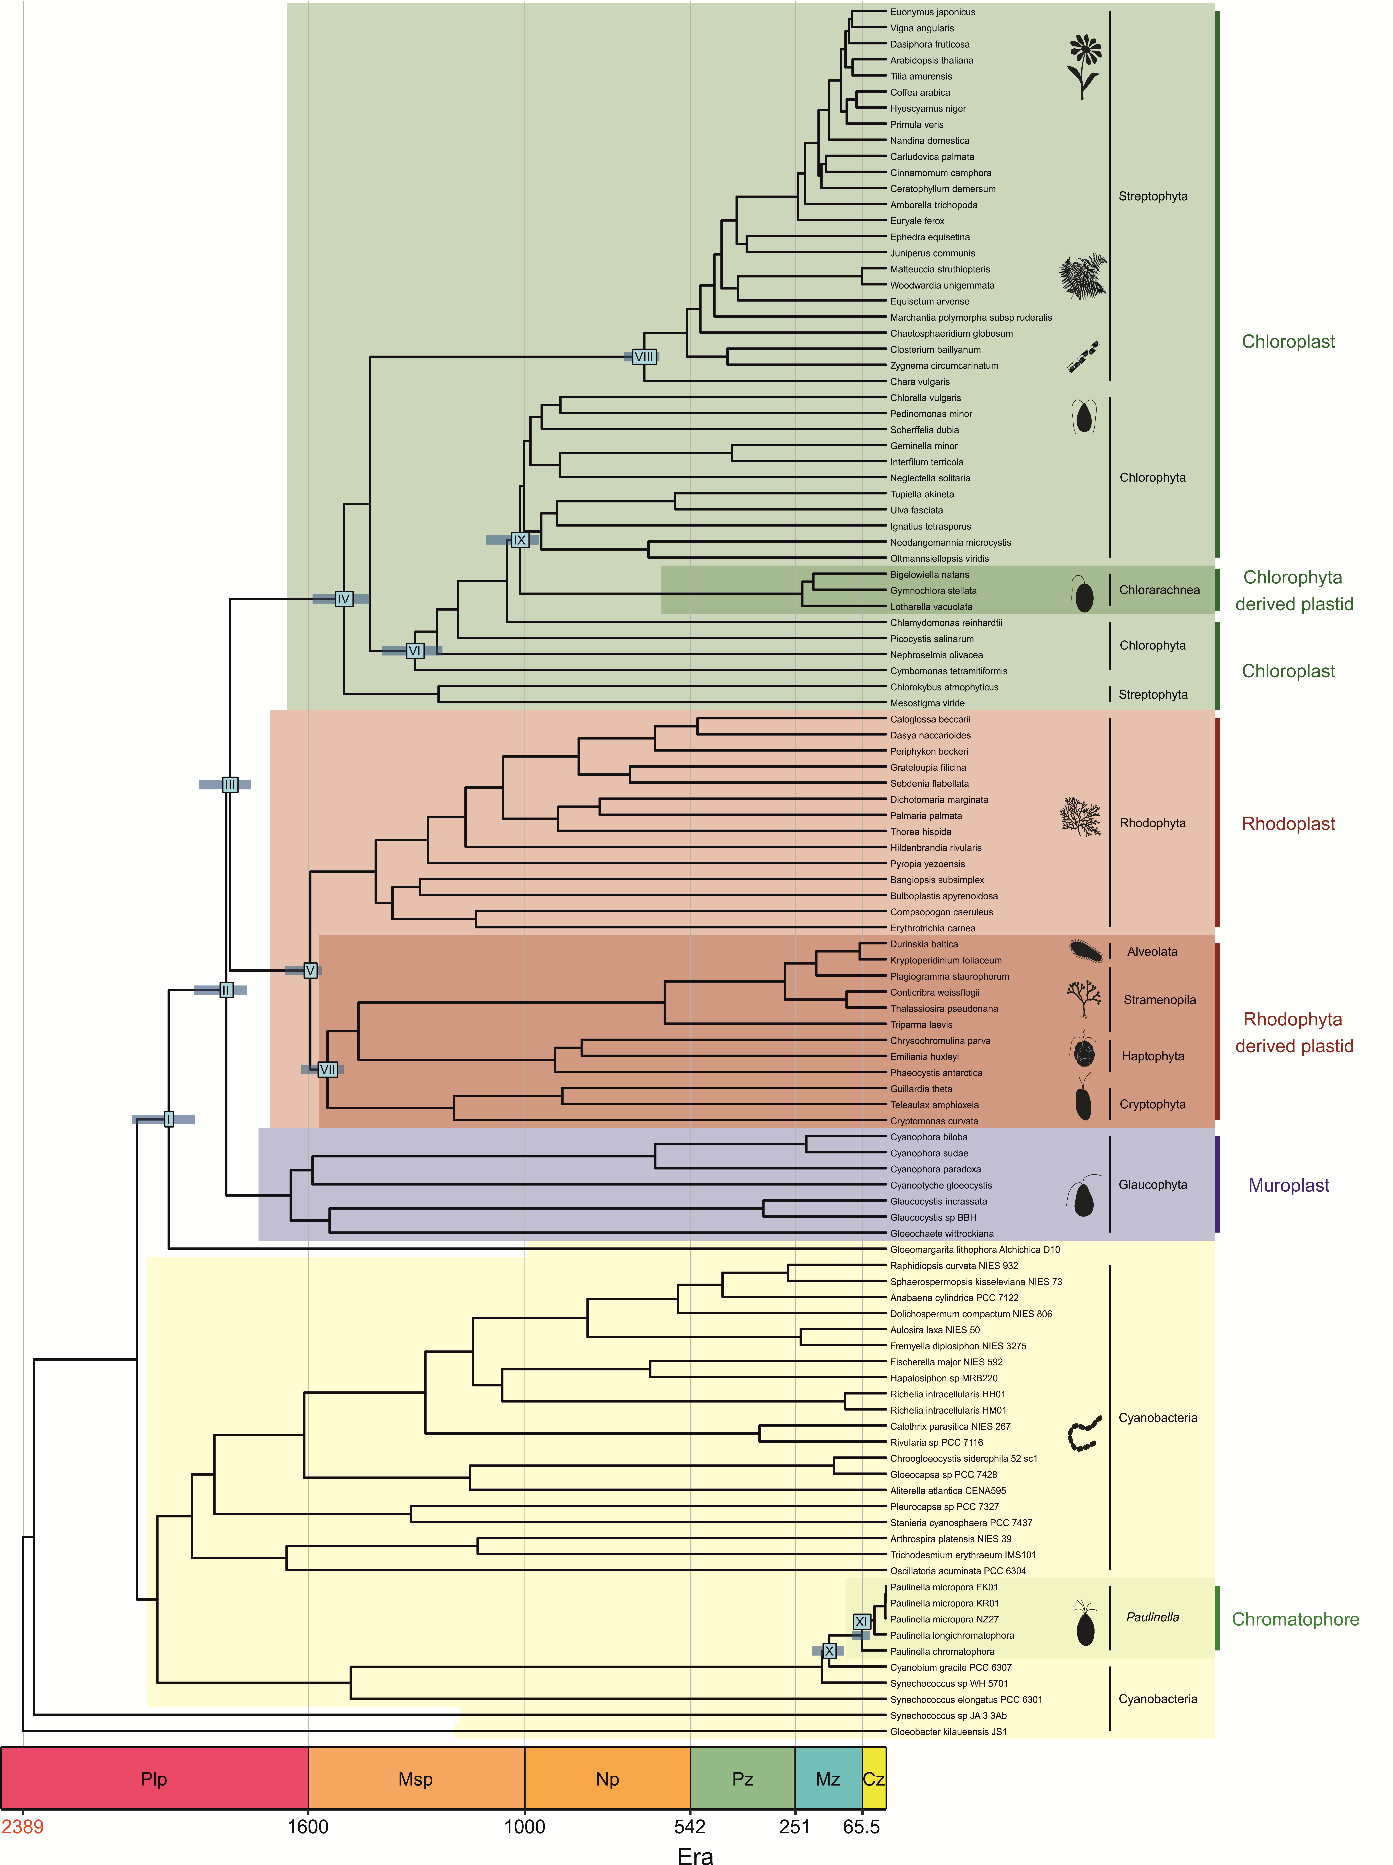 Euonymus japonicus
Vigna angularis
Dasiphora fruticosa
Arabidopsis thaliana
Tilia amurensis
Coffea arabica
Hyoscyamus niger
Primula veris
Nandina domestica
Carludovica palmata
Cinnamomum camphora
Ceratophyllum demersum
Amborella trichopoda
Euryale ferox
Ephedra equisetina
Juniperus communis
Matteuccia struthiopteris
Woodwardia unigemmata
Equisetum arvense
Marchantia polymorpha subsp ruderalis
Chaetosphaeridium globosum
Closterium baillyanum
Zygnema circumcarinatum
Chara vulgaris
Streptophyta
Chloroplast
VIII
Chlorella vulgaris
Pedinomonas minor
Scherffelia dubia
Geminella minor
Interfilum terricola
Neglectella solitaria
Tupiella akineta
Ulva fasciata
Ignatius tetrasporus
Neodangemannia microcystis
Oltmannsiellopsis viridis
Chlorophyta
IX
Bigelowiella natans
Gymnochlora stellata
Lotharella vacuolata
Chlorarachnea
Chlorophyta
derived plastid
IV
Chlamydomonas reinhardtii
Picocystis salinarum
Nephroselmis olivacea
Cymbomonas tetramitiformis
Chlorophyta
VI
Chloroplast
Chlorokybus atmophyticus
Mesostigma viride
Streptophyta
III
Caloglossa beccarii
Dasya naccarioides
Periphykon beckeri
Grateloupia filicina
Sebdenia flabellata
Dichotomaria marginata
Palmaria palmata
Thorea hispida
Hildenbrandia rivularis
Pyropia yezoensis
Bangiopsis subsimplex
Bulboplastis apyrenoidosa
Compsopogon caeruleus
Erythrotrichia carnea
Rhodophyta
Rhodoplast
V
II
Durinskia baltica
Kryptoperidinium foliaceum
Alveolata
Plagiogramma staurophorum
Conticribra weissflogii
Thalassiosira pseudonana
Triparma laevis
Stramenopila
Rhodophyta
derived plastid
Chrysochromulina parva
Emiliania huxleyi
Phaeocystis antarctica
Haptophyta
VII
Guillardia theta
Teleaulax amphioxeia
Cryptomonas curvata
Cryptophyta
I
Cyanophora biloba
Cyanophora sudae
Cyanophora paradoxa
Cyanoptyche gloeocystis
Glaucocystis incrassata
Glaucocystis sp BBH
Gloeochaete wittrockiana
Glaucophyta
Muroplast
Gloeomargarita lithophora Alchichica D10
Raphidiopsis curvata NIES 932
Sphaerospermopsis kisseleviana NIES 73
Anabaena cylindrica PCC 7122
Dolichospermum compactum NIES 806
Aulosira laxa NIES 50
Fremyella diplosiphon NIES 3275
Fischerella major NIES 592
Hapalosiphon sp MRB220
Richelia intracellularis HH01
Richelia intracellularis HM01
Calothrix parasitica NIES 267
Rivularia sp PCC 7116
Chroogloeocystis siderophila 52 sc1
Gloeocapsa sp PCC 7428
Aliterella atlantica CENA595
Pleurocapsa sp PCC 7327
Stanieria cyanosphaera PCC 7437
Arthrospira platensis NIES 39
Trichodesmium erythraeum IMS101
Oscillatoria acuminata PCC 6304
Cyanobacteria
Paulinella micropora FK01
Paulinella micropora KR01
Paulinella micropora NZ27
Paulinella longichromatophora
Paulinella chromatophora
Paulinella
Chromatophore
XI
X
Cyanobium gracile PCC 6307
Synechococcus sp WH 5701
Synechococcus elongatus PCC 6301
Synechococcus sp JA 3 3Ab
Gloeobacter kilaueensis JS1
Cyanobacteria
Plp Msp Np Pz Mz Cz
2389 1600 1000 542 251 65.5
Era